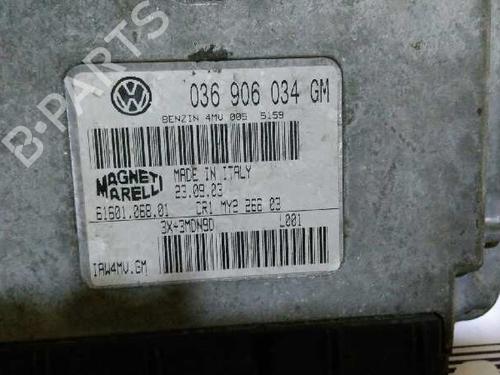 B-PARTS
036 906 034 GM
BENZIN 4MV 005 5159
MAGNETI MARELLI
MADE IN ITALY
23.09.03
61601.068.01 CR1 MY2 266 03
3X+3MDN9D L001
IAW4MV.GM